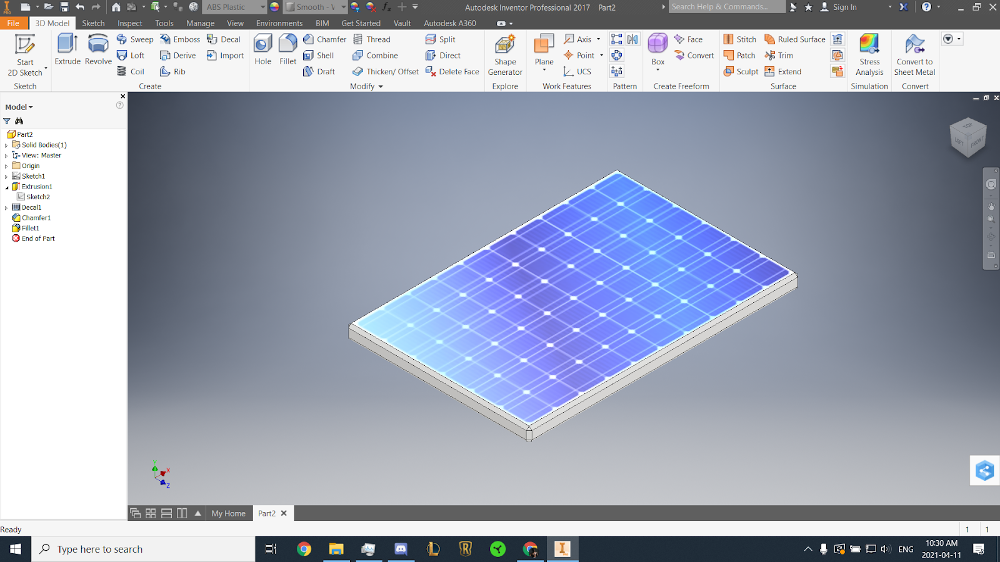 PRO
ABS Plastic
Smooth - V
fx
Autodesk Inventor Professional 2017 Part2
Search Help & Commands...
Sign In
File 3D Model Sketch Inspect Tools Manage View Environments BIM Get Started Vault Autodesk A360
Start
2D Sketch
Extrude
Revolve
Sweep
Loft
Coil
Emboss
Derive
Rib
Decal
Import
Hole
Fillet
Chamfer
Shell
Draft
Thread
Combine
Thicken/ Offset
Split
Direct
Delete Face
Shape
Generator
Plane
Axis
Point
UCS
Box
Face
Convert
Stitch
Patch
Sculpt
Ruled Surface
Trim
Extend
Stress
Analysis
Convert to
Sheet Metal
Sketch Create Modify Explore Work Features Pattern Create Freeform Surface Simulation Convert
Model
Part2
Solid Bodies(1)
View: Master
Origin
Sketch1
Extrusion1
Sketch2
Decal1
Chamfer1
Fillet1
End of Part
TOP
LEFT
FRONT
Y
X
Z
My Home Part2
Ready
1 1
Type here to search
ENG
10:30 AM
2021-04-11